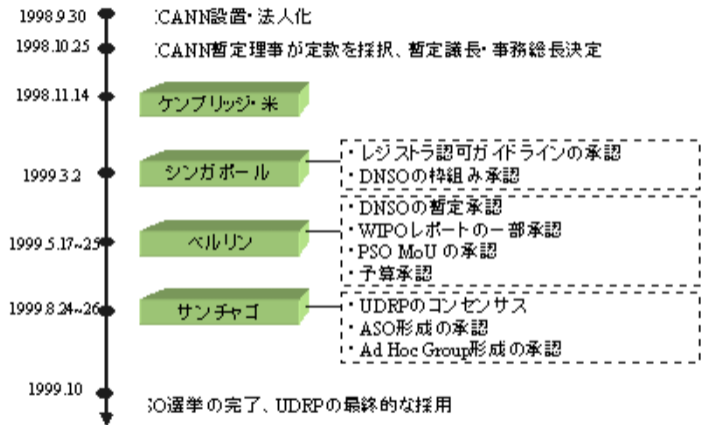 1998.9.30 CANN設置・法人化
1998.10.25 CANN暫定理事が定款を採択、暫定議長・事務総長決定
1998.11.14 ケンブリッジ・米
1999.3.2 シンガポール
・レジストラ認可ガイドラインの承認
・DNSOの枠組み承認
1999.5.17~25 ベルリン
・DNSOの暫定承認
・WIPOレポートの一部承認
・PSO MoUの承認
・予算承認
1999.8.24~26 サンチャゴ
・UDRPのコンセンサス
・ASO形成の承認
・Ad Hoc Group形成の承認
1999.10
SO選挙の完了、UDRPの最終的な採用